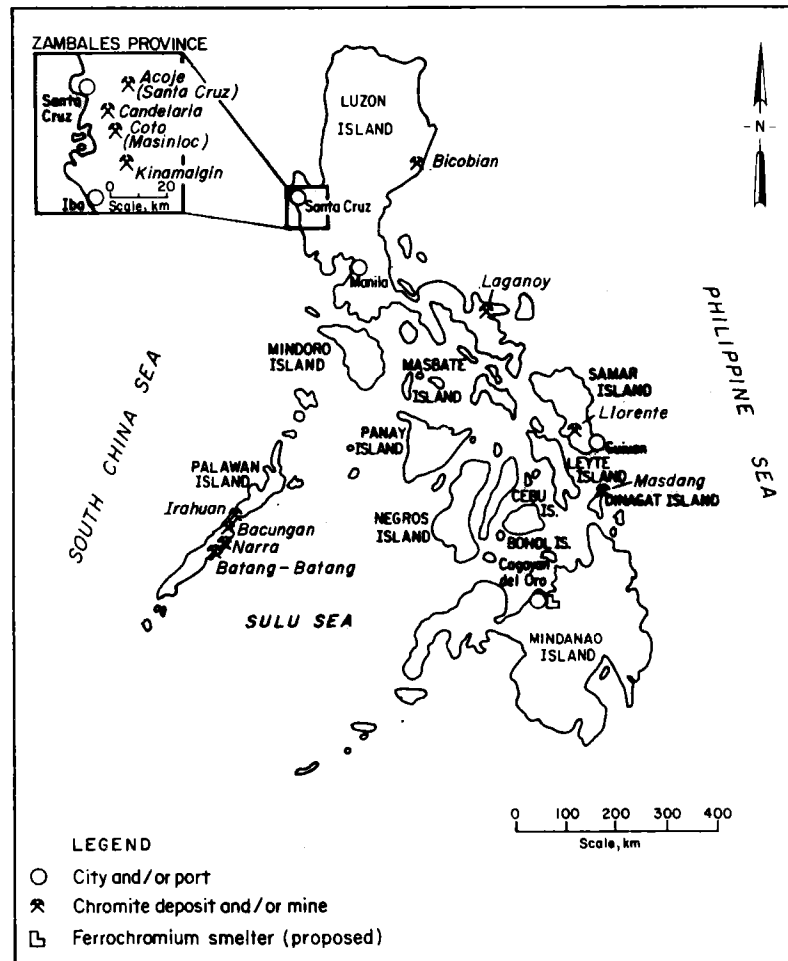 ZAMBALES PROVINCE
Acoje
(Santa Cruz)
Santa
Cruz
Candelaria
Coto
(Masinloc)
Kinamalgin
0 20
Scale, km
Iba
LUZON
ISLAND
-N-
Bicobian
Santa Cruz
Manila
Laganoy
PHILIPPINE SEA
SOUTH CHINA SEA
MINDORO
ISLAND
MASBATE
ISLAND
SAMAR
ISLAND
Llorente
Guiuan
PANAY
ISLAND
LEYTE
ISLAND
PALAWAN
ISLAND
Masdang
DINAGAT ISLAND
CEBU
IS.
NEGROS
ISLAND
Irahuan
Bacungan
Narra
Batang-Batang
BOHOL IS.
Cagayan
del Oro
SULU SEA
MINDANAO
ISLAND
0 100 200 300 400
Scale, km
LEGEND
City and/or port
Chromite deposit and/or mine
Ferrochromium smelter (proposed)